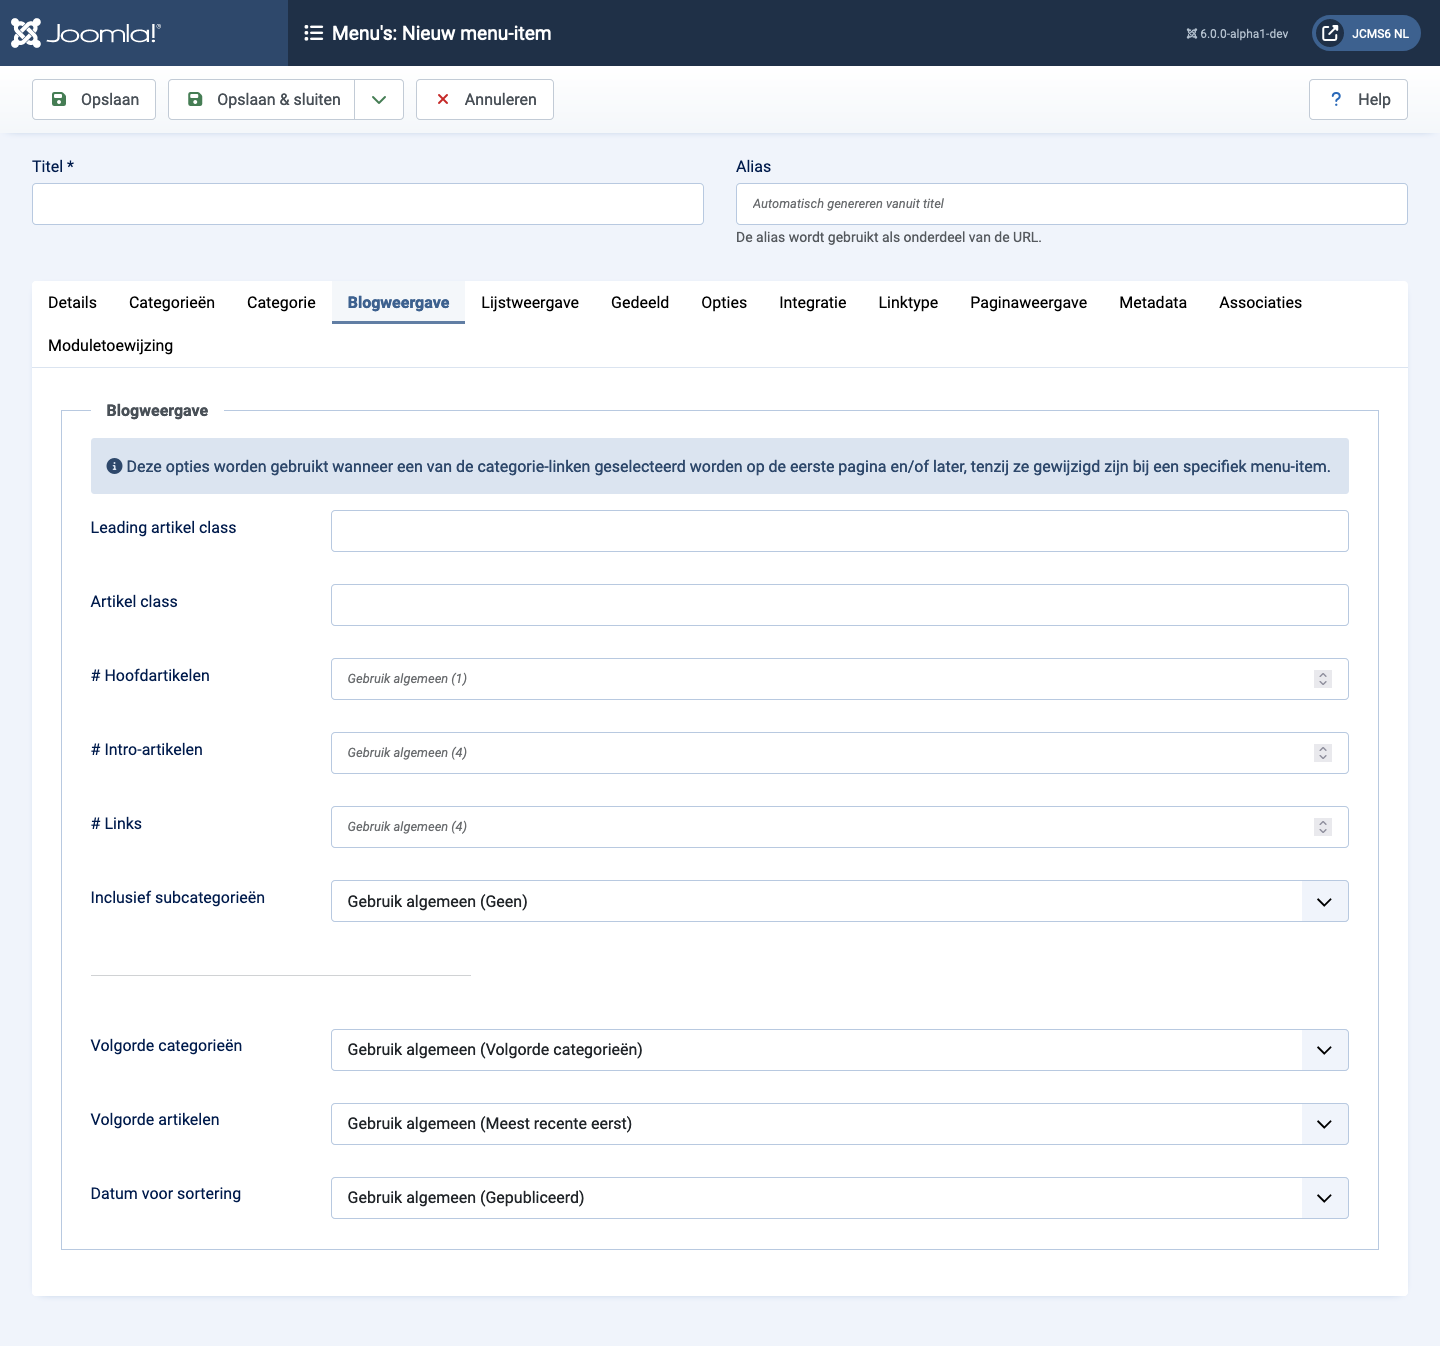 Joomla!®
Menu's: Nieuw menu-item
6.0.0-alpha1-dev
JCMS6 NL
Opslaan
Opslaan & sluiten
Annuleren
? Help
Titel *
Alias
Automatisch genereren vanuit titel
De alias wordt gebruikt als onderdeel van de URL.
Details Categorieën Categorie Blogweergave Lijstweergave Gedeeld Opties Integratie Linktype Paginaweergave Metadata Associaties
Moduletoewijzing
Blogweergave
Deze opties worden gebruikt wanneer een van de categorie-linken geselecteerd worden op de eerste pagina en/of later, tenzij ze gewijzigd zijn bij een specifiek menu-item.
Leading artikel class
Artikel class
# Hoofdartikelen Gebruik algemeen (1)
# Intro-artikelen Gebruik algemeen (4)
# Links Gebruik algemeen (4)
Inclusief subcategorieën Gebruik algemeen (Geen)
Volgorde categorieën Gebruik algemeen (Volgorde categorieën)
Volgorde artikelen Gebruik algemeen (Meest recente eerst)
Datum voor sortering Gebruik algemeen (Gepubliceerd)